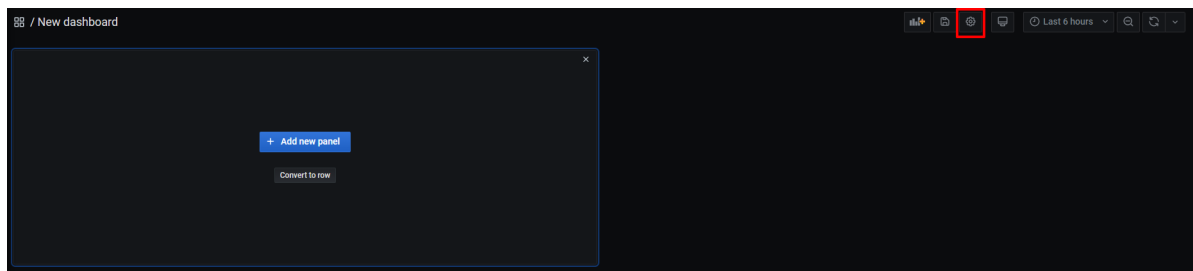 / New dashboard
Last 6 hours
+ Add new panel
Convert to row